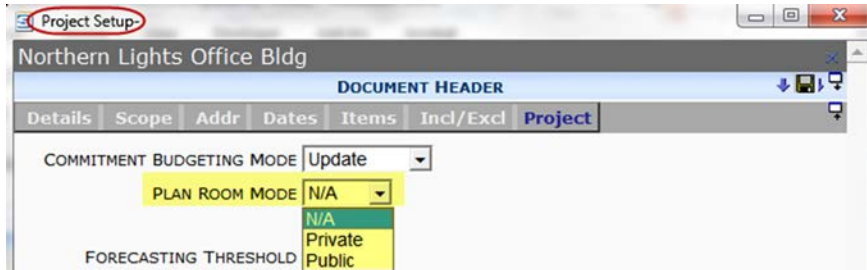 Project Setup-
Northern Lights Office Bldg
DOCUMENT HEADER
Details Scope Addr Dates Items Incl/Excl Project
COMMITMENT BUDGETING MODE Update
PLAN ROOM MODE N/A
N/A
Private
FORECASTING THRESHOLD Public